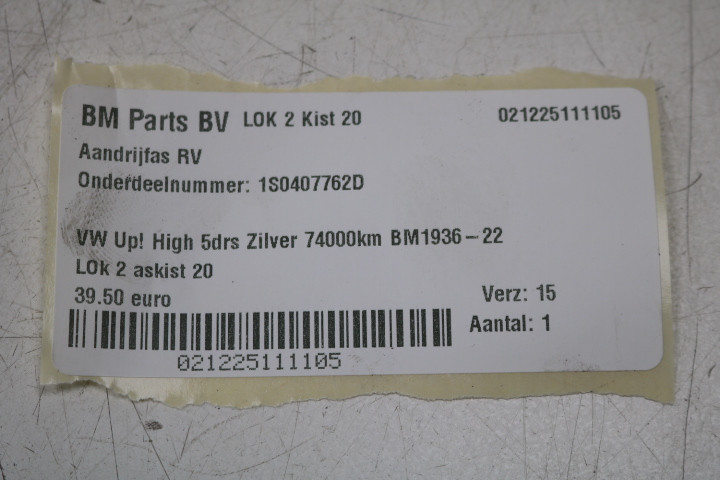 BM Parts BV LOK 2 Kist 20 021225111105
Aandrijfas RV
Onderdeelnummer: 1S0407762D
VW Up! High 5drs Zilver 74000km BM1936-22
LOk 2 askist 20
39.50 euro Verz: 15
Aantal: 1
021225111105